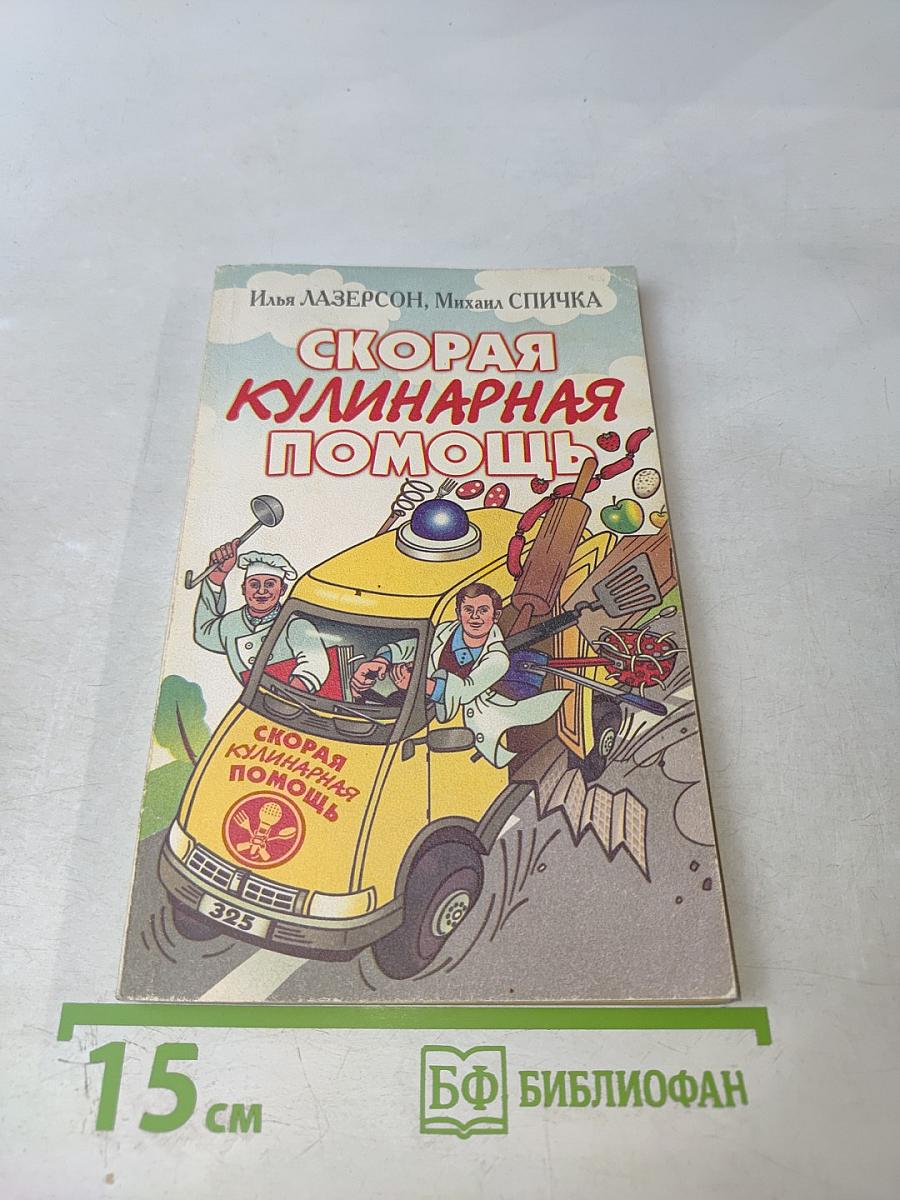 Илья ЛАЗЕРСОН, Михаил СПИЧКА
СКОРАЯ
КУЛИНАРНАЯ
ПОМОЩЬ
СКОРАЯ
КУЛИНАРНАЯ
ПОМОЩЬ
325
15 см
БФ БИБЛИОФАН